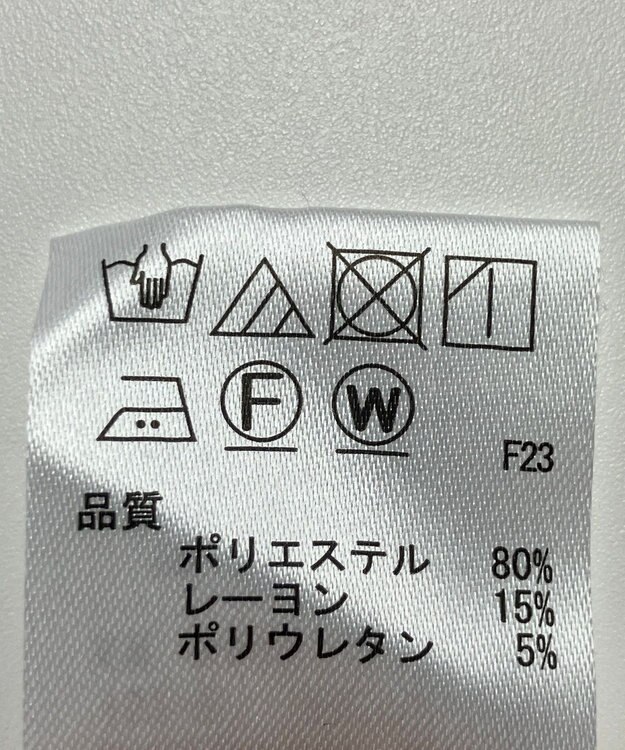 F
W
F23
品質
ポリエステル 80%
レーヨン 15%
ポリウレタン 5%